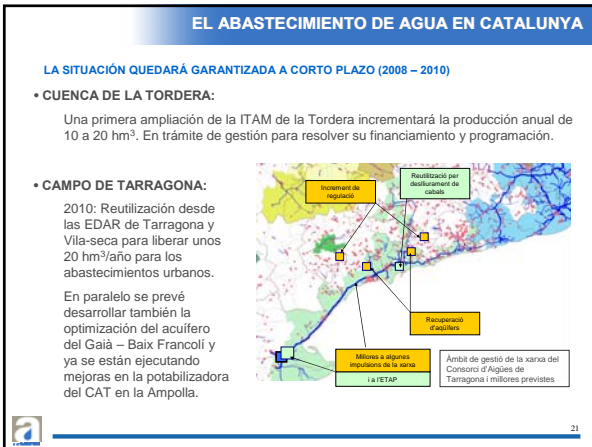 EL ABASTECIMIENTO DE AGUA EN CATALUNYA
LA SITUACIÓN QUEDARÁ GARANTIZADA A CORTO PLAZO (2008 – 2010)
• CUENCA DE LA TORDERA:
Una primera ampliación de la ITAM de la Tordera incrementará la producción anual de
10 a 20 hm³. En trámite de gestión para resolver su financiamiento y programación.
• CAMPO DE TARRAGONA:
2010: Reutilización desde
las EDAR de Tarragona y
Vila-seca para liberar unos
20 hm³/año para los
abastecimientos urbanos.
En paralelo se prevé
desarrollar también la
optimización del acuífero
del Gaià – Baix Francolí y
ya se están ejecutando
mejoras en la potabilizadora
del CAT en la Ampolla.
Increment de
regulació
Reutilització per
deslliurament de
cabals
Recuperació
d'aqüífers
Millores a algunes
impulsions de la xarxa
i a l'ETAP
Àmbit de gestió de la xarxa del
Consorci d'Aigües de
Tarragona i millores previstes
21